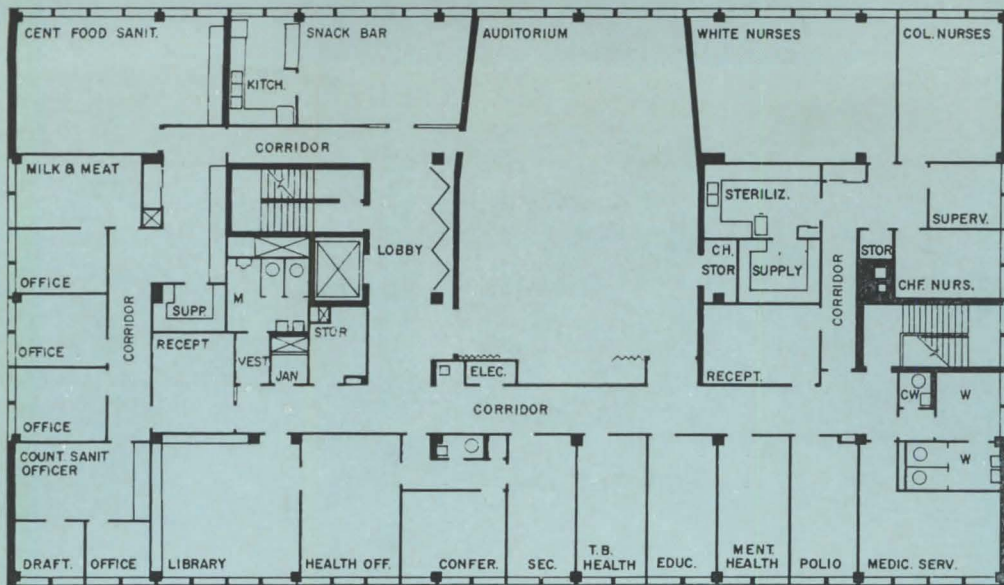 CENT FOOD SANIT.
SNACK BAR
AUDITORIUM
WHITE NURSES
COL. NURSES
KITCH.
CORRIDOR
MILK & MEAT
STERILIZ.
SUPERV.
LOBBY
CH.
STOR
SUPPLY
CORRIDOR
STOR
CHF. NURS.
OFFICE
CORRIDOR
SUPP.
M
STOR
OFFICE
RECEPT
VEST
JAN
ELEC.
RECEPT.
CW
W
OFFICE
CORRIDOR
COUNT. SANIT
OFFICER
W
DRAFT.
OFFICE
LIBRARY
HEALTH OFF.
CONFER.
SEC.
T.B.
HEALTH
EDUC.
MENT.
HEALTH
POLIO
MEDIC. SERV.